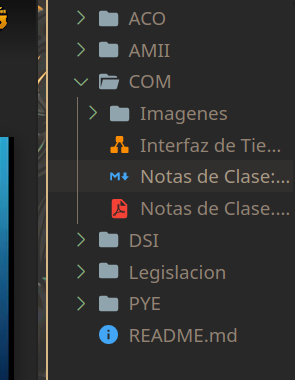 ACO
AMII
COM
Imagenes
Interfaz de Tie...
Notas de Clase:...
Notas de Clase....
DSI
Legislacion
PYE
README.md